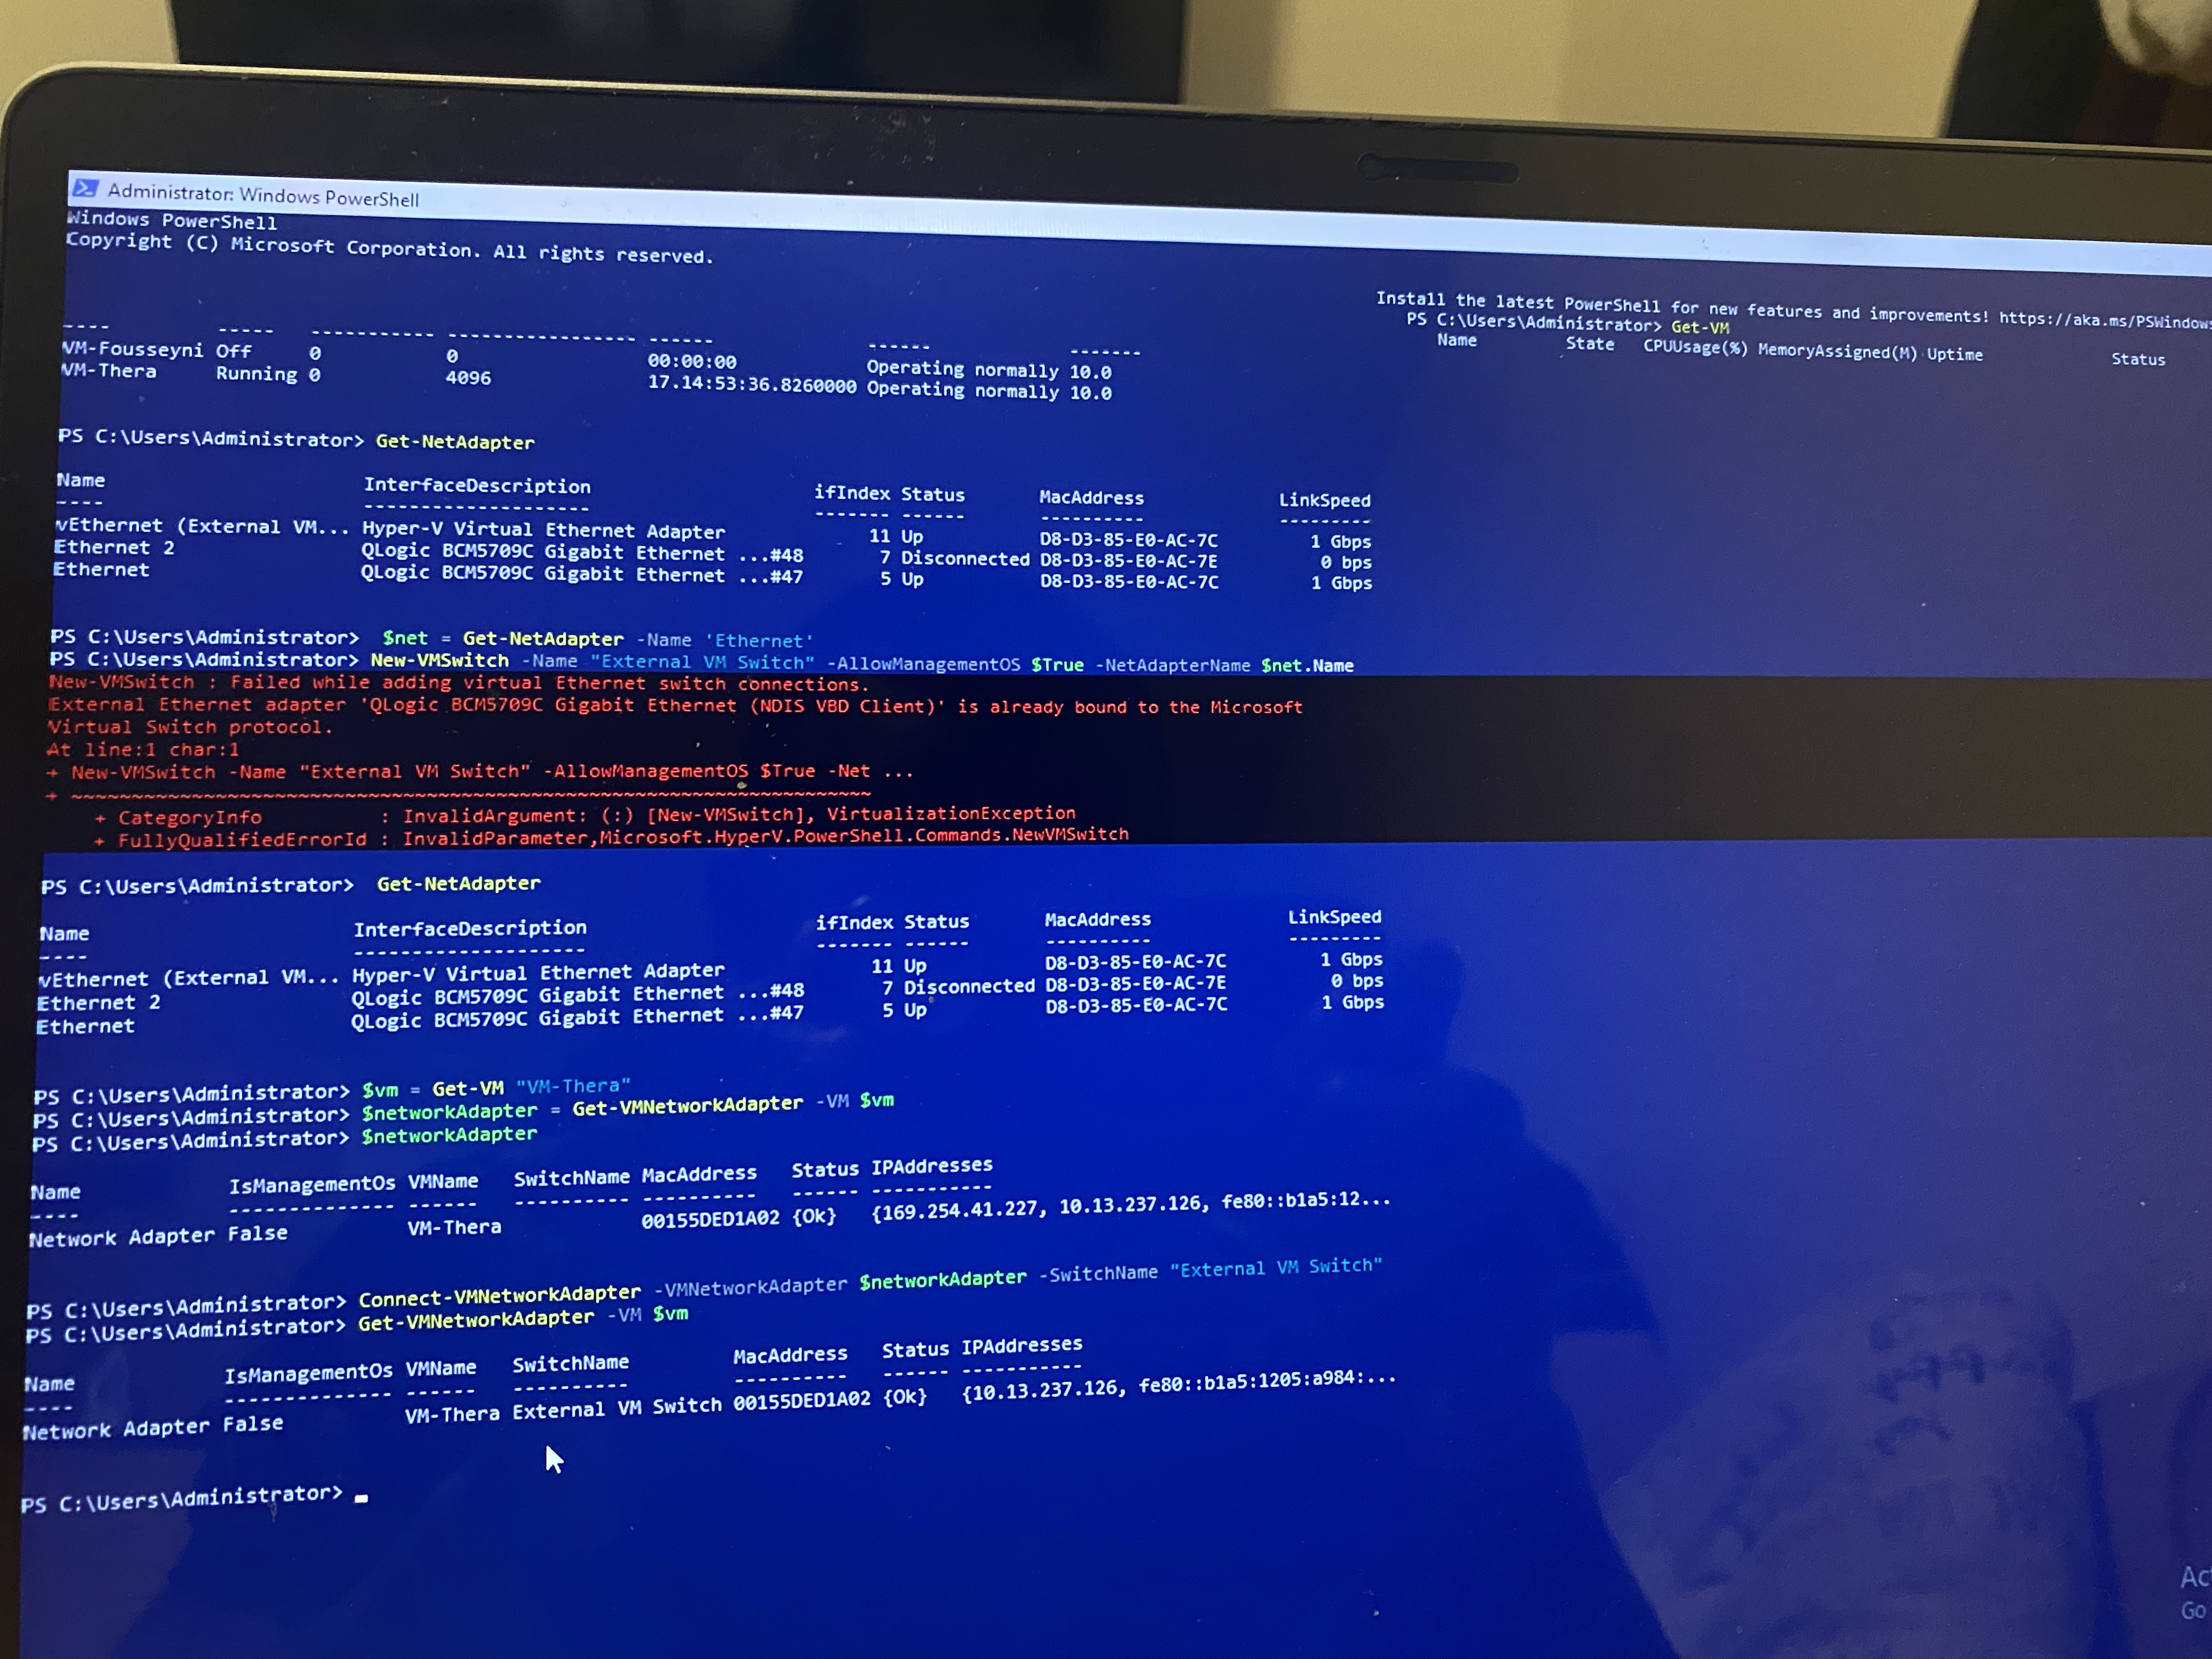 Administrator: Windows PowerShell
Windows PowerShell
Copyright (C) Microsoft Corporation. All rights reserved.
Install the latest PowerShell for new features and improvements! https://aka.ms/PSWindows
PS C:\Users\Administrator> Get-VM
Name State CPUUsage(%) MemoryAssigned(M) Uptime Status
---- ----- ----------- ----------------- ------ ------ -------
VM-Fousseyni Off 0 0 00:00:00 Operating normally 10.0
VM-Thera Running 0 4096 17.14:53:36.8260000 Operating normally 10.0
PS C:\Users\Administrator> Get-NetAdapter
Name InterfaceDescription ifIndex Status MacAddress LinkSpeed
---- -------------------- ------- ------ ---------- ---------
vEthernet (External VM... Hyper-V Virtual Ethernet Adapter 11 Up D8-D3-85-E0-AC-7C 1 Gbps
Ethernet 2 QLogic BCM5709C Gigabit Ethernet ...#48 7 Disconnected D8-D3-85-E0-AC-7E 0 bps
Ethernet QLogic BCM5709C Gigabit Ethernet ...#47 5 Up D8-D3-85-E0-AC-7C 1 Gbps
PS C:\Users\Administrator> $net = Get-NetAdapter -Name 'Ethernet'
PS C:\Users\Administrator> New-VMSwitch -Name "External VM Switch" -AllowManagementOS $True -NetAdapterName $net.Name
New-VMSwitch : Failed while adding virtual Ethernet switch connections.
External Ethernet adapter 'QLogic BCM5709C Gigabit Ethernet (NDIS VBD Client)' is already bound to the Microsoft
Virtual Switch protocol.
At line:1 char:1
+ New-VMSwitch -Name "External VM Switch" -AllowManagementOS $True -Net ...
+ ~~~~~~~~~~~~~~~~~~~~~~~~~~~~~~~~~~~~~~~~~~~~~~~~~~~~~~~~~~~~~~~~~~
+ CategoryInfo : InvalidArgument: (:) [New-VMSwitch], VirtualizationException
+ FullyQualifiedErrorId : InvalidParameter,Microsoft.HyperV.PowerShell.Commands.NewVMSwitch
PS C:\Users\Administrator> Get-NetAdapter
Name InterfaceDescription ifIndex Status MacAddress LinkSpeed
---- -------------------- ------- ------ ---------- ---------
vEthernet (External VM... Hyper-V Virtual Ethernet Adapter 11 Up D8-D3-85-E0-AC-7C 1 Gbps
Ethernet 2 QLogic BCM5709C Gigabit Ethernet ...#48 7 Disconnected D8-D3-85-E0-AC-7E 0 bps
Ethernet QLogic BCM5709C Gigabit Ethernet ...#47 5 Up D8-D3-85-E0-AC-7C 1 Gbps
PS C:\Users\Administrator> $vm = Get-VM "VM-Thera"
PS C:\Users\Administrator> $networkAdapter = Get-VMNetworkAdapter -VM $vm
PS C:\Users\Administrator> $networkAdapter
Name IsManagementOs VMName SwitchName MacAddress Status IPAddresses
---- -------------- ------ ---------- ---------- ------ -----------
Network Adapter False VM-Thera 00155DED1A02 {Ok} {169.254.41.227, 10.13.237.126, fe80::b1a5:12...
PS C:\Users\Administrator> Connect-VMNetworkAdapter -VMNetworkAdapter $networkAdapter -SwitchName "External VM Switch"
PS C:\Users\Administrator> Get-VMNetworkAdapter -VM $vm
Name IsManagementOs VMName SwitchName MacAddress Status IPAddresses
---- -------------- ------ ---------- ---------- ------ -----------
Network Adapter False VM-Thera External VM Switch 00155DED1A02 {Ok} {10.13.237.126, fe80::b1a5:1205:a984:...
PS C:\Users\Administrator>
Go